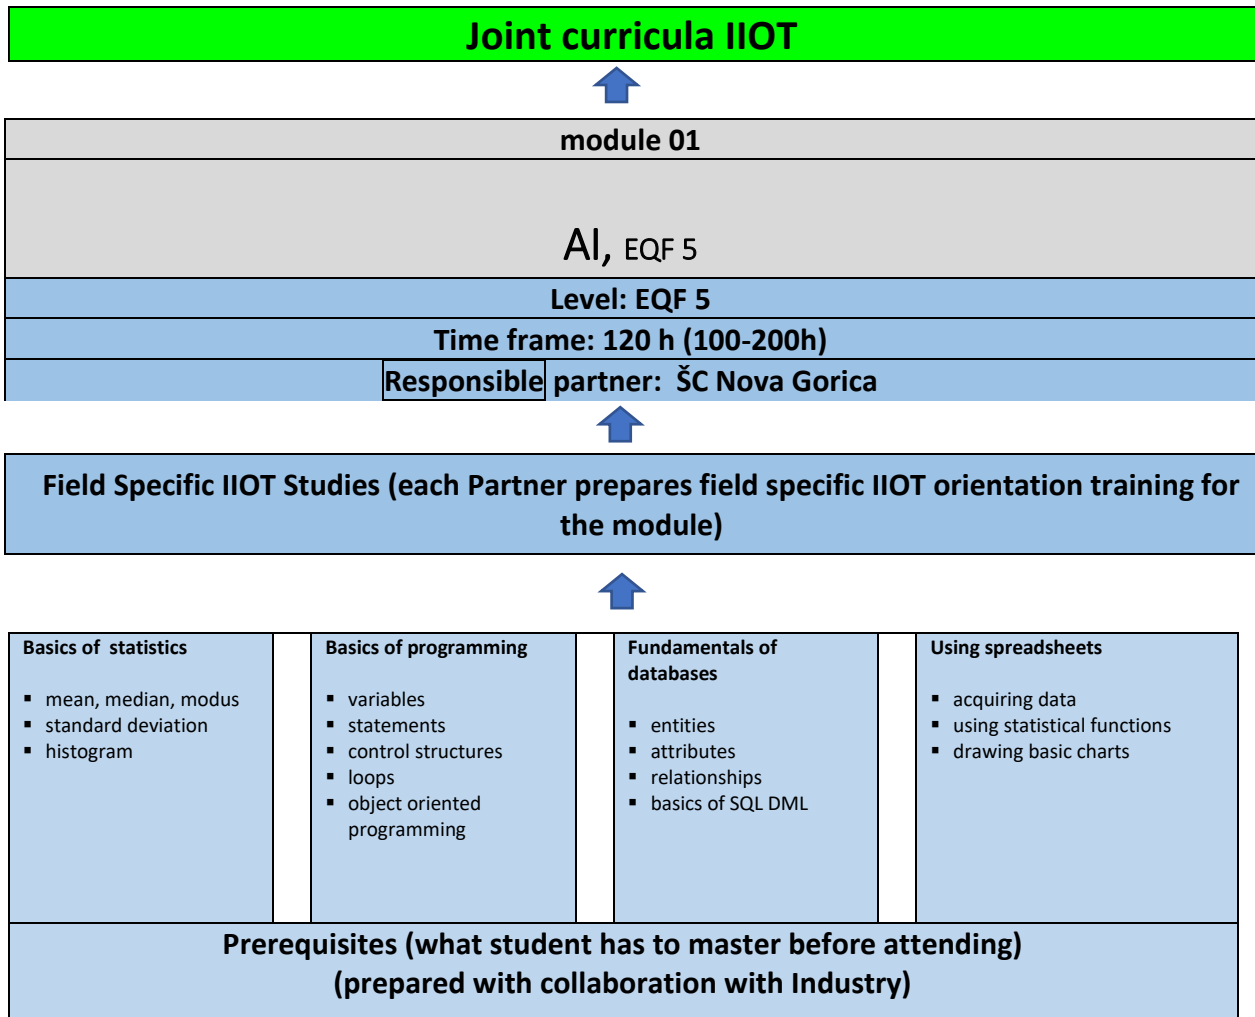 Joint curricula IIOT
module 01
AI, EQF 5
Level: EQF 5
Time frame: 120 h (100-200h)
Responsible partner: ŠC Nova Gorica
Field Specific IIOT Studies (each Partner prepares field specific IIOT orientation training for
the module)
Basics of statistics
▪ mean, median, modus
▪ standard deviation
▪ histogram
Basics of programming
▪ variables
▪ statements
▪ control structures
▪ loops
▪ object oriented
programming
Fundamentals of
databases
▪ entities
▪ attributes
▪ relationships
▪ basics of SQL DML
Using spreadsheets
▪ acquiring data
▪ using statistical functions
▪ drawing basic charts
Prerequisites (what student has to master before attending)
(prepared with collaboration with Industry)